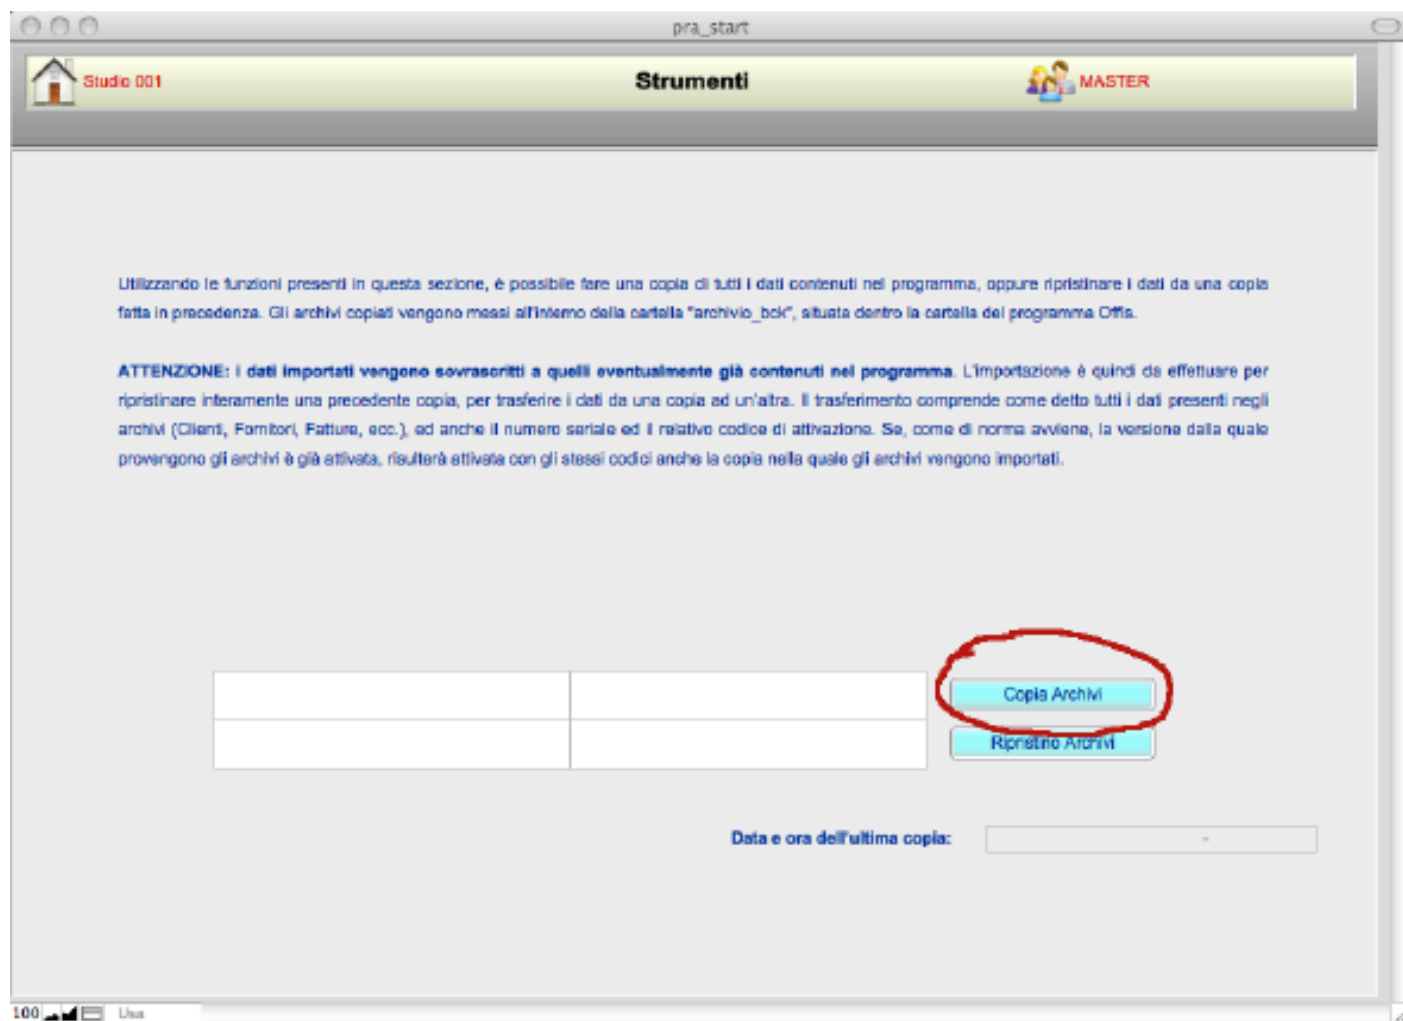 pra_start
Studio 001
Strumenti
MASTER
Utilizzando le funzioni presenti in questa sezione, è possibile fare una copia di tutti i dati contenuti nel programma, oppure ripristinare i dati da una copia
fatta in precedenza. Gli archivi copiati vengono messi all'interno della cartella "archivio_bck", situata dentro la cartella del programma Offis.
ATTENZIONE: i dati importati vengono sovrascritti a quelli eventualmente già contenuti nel programma. L'importazione è quindi da effettuare per
ripristinare interamente una precedente copia, per trasferire i dati da una copia ad un'altra. Il trasferimento comprende come detto tutti i dati presenti negli
archivi (Clienti, Fornitori, Fatture, ecc.), ed anche il numero seriale ed il relativo codice di attivazione. Se, come di norma avviene, la versione dalla quale
provengono gli archivi è già attivata, risulterà attivata con gli stessi codici anche la copia nella quale gli archivi vengono importati.
Copia Archivi
Ripristino Archivi
Data e ora dell'ultima copia: -
100 Usa